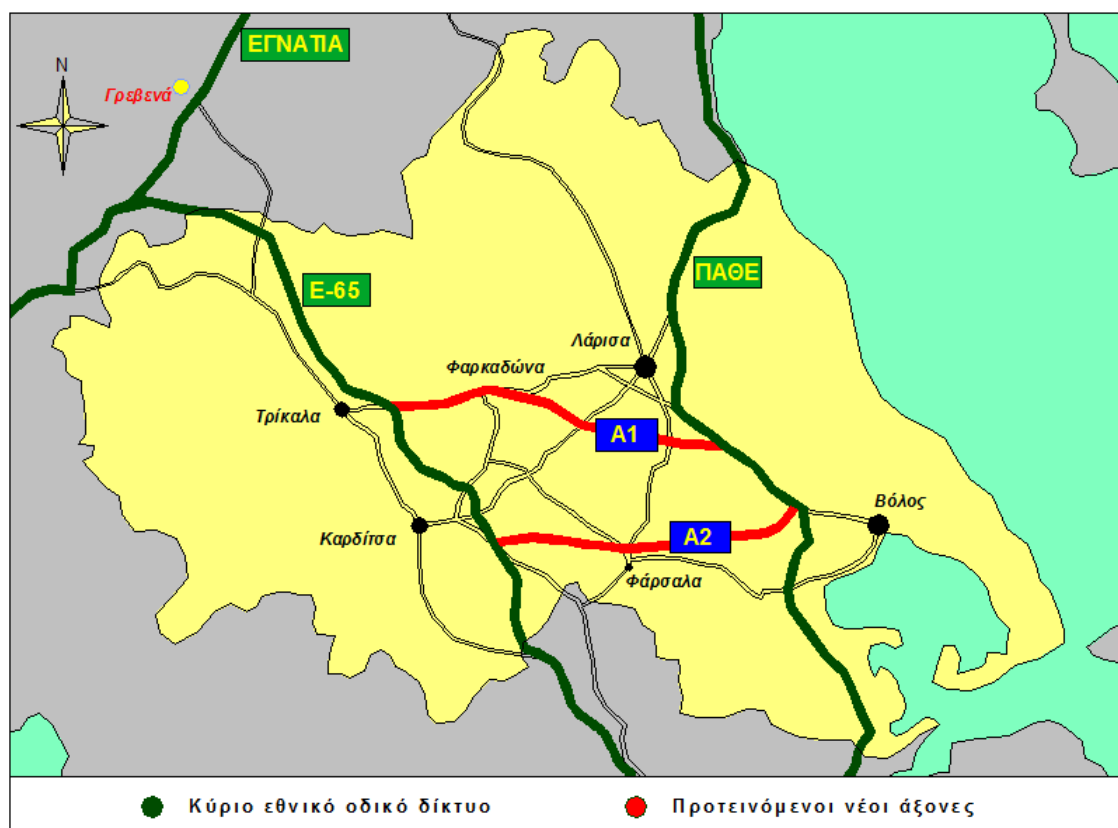 ΕΓΝΑΤΙΑ
N
Γρεβενά
ΠΑΘΕ
Ε-65
Λάρισα
Φαρκαδώνα
Τρίκαλα
Α1
Βόλος
Καρδίτσα
Α2
Φάρσαλα
Κύριο εθνικό οδικό δίκτυο
Προτεινόμενοι νέοι άξονες